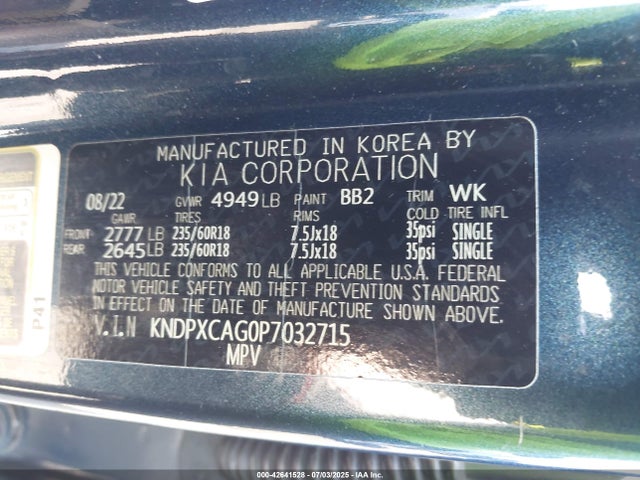 MANUFACTURED IN KOREA BY
KIA CORPORATION
08/22 GVWR 4949 LB PAINT BB2 TRIM WK
GAWR TIRES RIMS COLD TIRE INFL
FRONT 2777 LB 235/60R18 7.5Jx18 35psi SINGLE
REAR 2645 LB 235/60R18 7.5Jx18 35psi SINGLE
THIS VEHICLE CONFORMS TO ALL APPLICABLE U.S.A. FEDERAL
MOTOR VEHICLE SAFETY AND THEFT PREVENTION STANDARDS
IN EFFECT ON THE DATE OF MANUFACTURE SHOWN ABOVE.
V.I.N KNDPXCAG0P7032715
MPV
P41
000-42641528 - 07/03/2025 - IAA Inc.